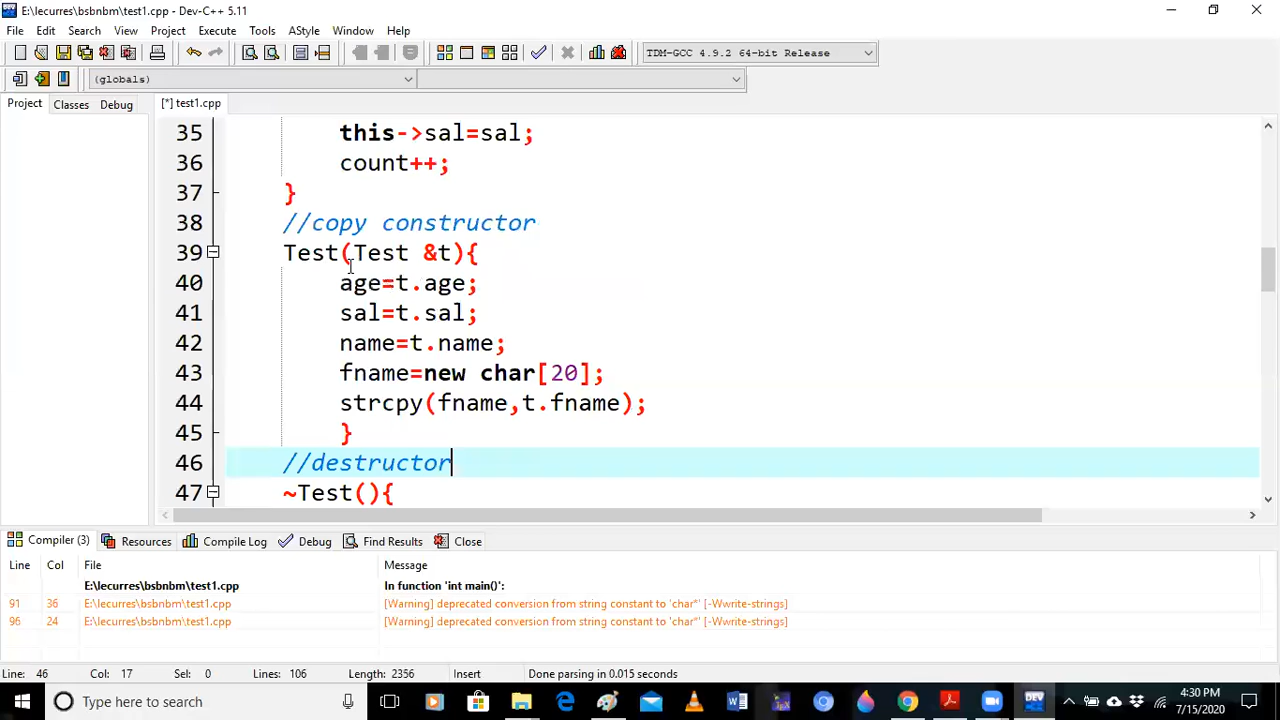 E:\lecurres\bsbnbm\test1.cpp - Dev-C++ 5.11
File Edit Search View Project Execute Tools AStyle Window Help
TDM-GCC 4.9.2 64-bit Release
(globals)
Project Classes Debug [*] test1.cpp
35 this->sal=sal;
36 count++;
37 }
38 //copy constructor
39 Test(Test &t){
40 age=t.age;
41 sal=t.sal;
42 name=t.name;
43 fname=new char[20];
44 strcpy(fname,t.fname);
45 }
46 //destructor
47 ~Test(){
Compiler (3) Resources Compile Log Debug Find Results Close
Line Col File Message
E:\lecurres\bsbnbm\test1.cpp In function 'int main()':
91 36 E:\lecurres\bsbnbm\test1.cpp [Warning] deprecated conversion from string constant to 'char*' [-Wwrite-strings]
96 24 E:\lecurres\bsbnbm\test1.cpp [Warning] deprecated conversion from string constant to 'char*' [-Wwrite-strings]
Line: 46 Col: 17 Sel: 0 Lines: 106 Length: 2356 Insert Done parsing in 0.015 seconds
Type here to search
DEV
4:30 PM
7/15/2020